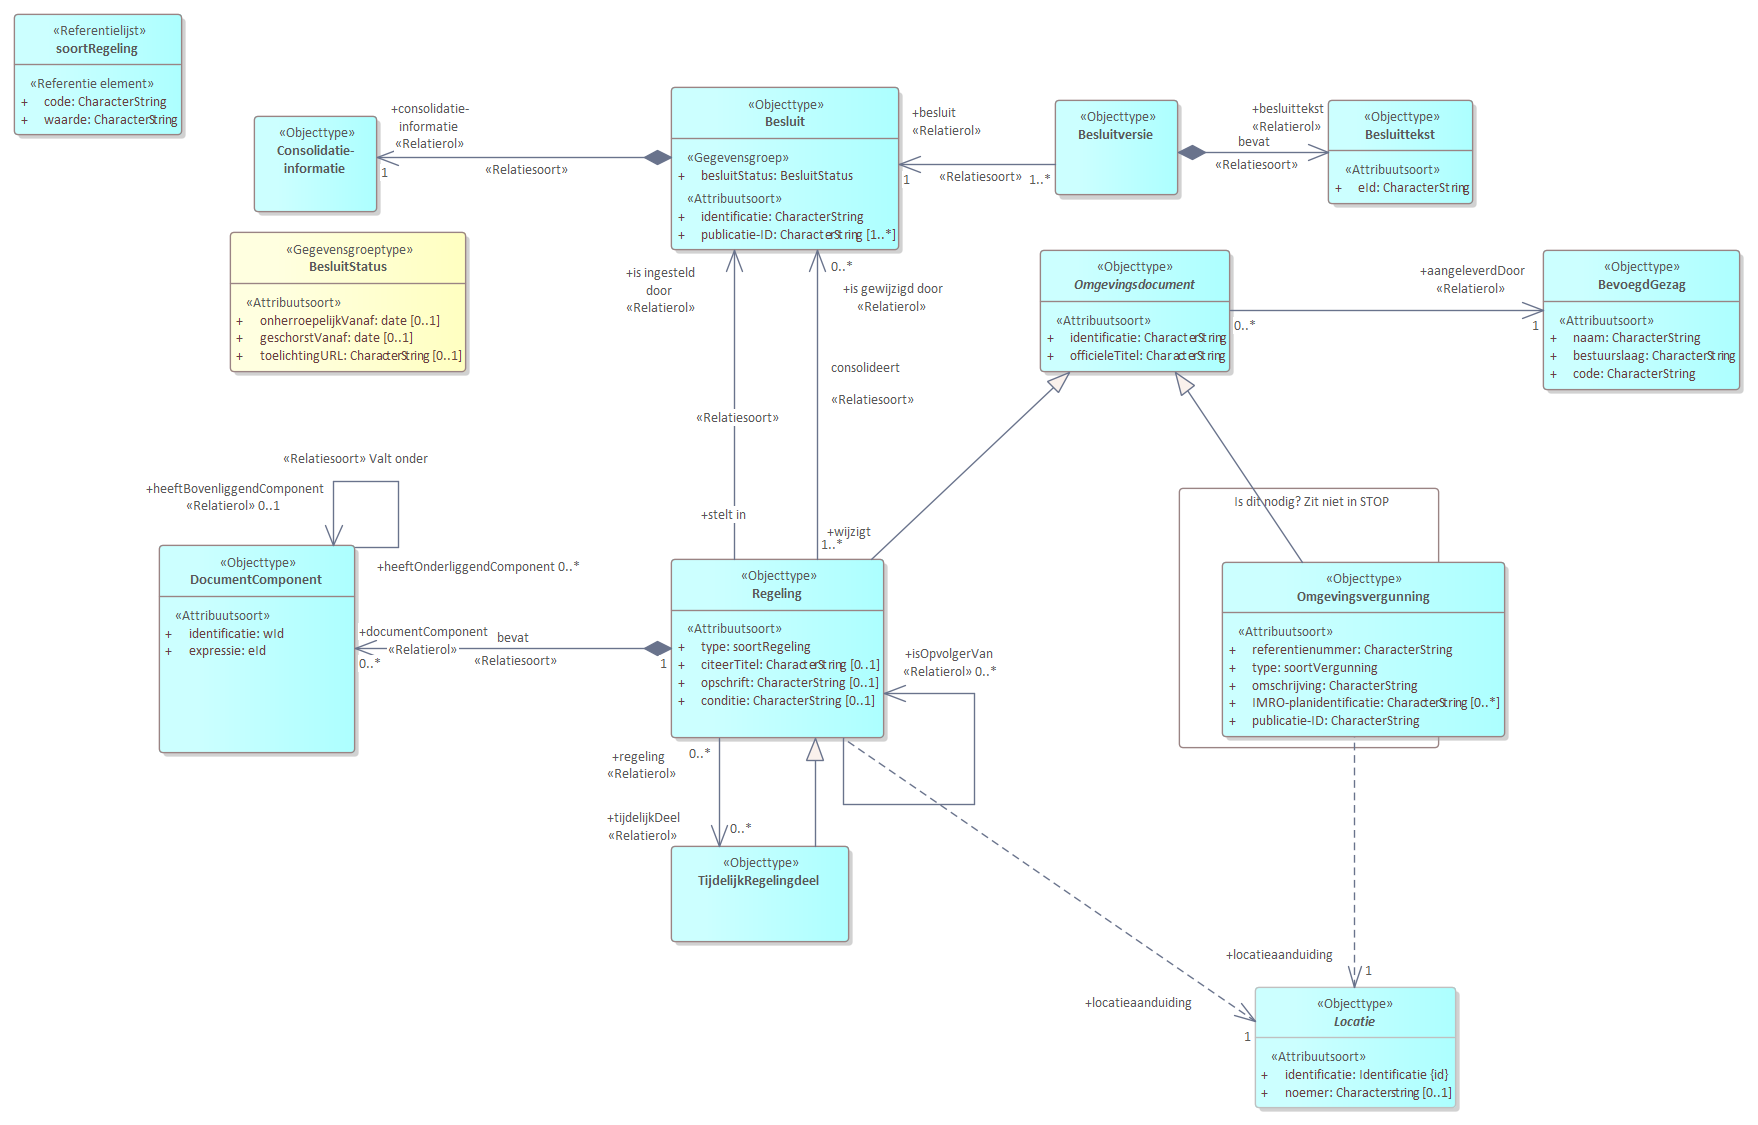 «Referentielijst»
soortRegeling
«Referentie element»
+ code: CharacterString
+ waarde: CharacterString
«Objecttype»
Consolidatie-
informatie
+consolidatie-
informatie
«Relatierol»
1
«Relatiesoort»
«Objecttype»
Besluit
«Gegevensgroep»
+ besluitStatus: BesluitStatus
«Attribuutsoort»
+ identificatie: CharacterString
+ publicatie-ID: CharacterString [1..*]
+besluit
«Relatierol»
1
«Relatiesoort»
1..*
«Objecttype»
Besluitversie
+besluittekst
«Relatierol»
bevat
«Relatiesoort»
«Objecttype»
Besluittekst
«Attribuutsoort»
+ eId: CharacterString
«Gegevensgroeptype»
BesluitStatus
«Attribuutsoort»
+ onherroepelijkVanaf: date [0..1]
+ geschorstVanaf: date [0..1]
+ toelichtingURL: CharacterString [0..1]
+is ingesteld
door
«Relatierol»
0..*
+is gewijzigd door
«Relatierol»
«Objecttype»
Omgevingsdocument
«Attribuutsoort»
+ identificatie: CharacterString
+ officieleTitel: CharacterString
0..*
+aangeleverdDoor
«Relatierol»
1
«Objecttype»
BevoegdGezag
«Attribuutsoort»
+ naam: CharacterString
+ bestuurslaag: CharacterString
+ code: CharacterString
consolideert
«Relatiesoort»
«Relatiesoort»
«Relatiesoort» Valt onder
+heeftBovenliggendComponent
«Relatierol» 0..1
+heeftOnderliggendComponent 0..*
+stelt in
+wijzigt
1..*
Is dit nodig? Zit niet in STOP
«Objecttype»
DocumentComponent
«Attribuutsoort»
+ identificatie: wId
+ expressie: eId
+documentComponent
«Relatierol»
0..*
bevat
«Relatiesoort»
1
«Objecttype»
Regeling
«Attribuutsoort»
+ type: soortRegeling
+ citeerTitel: CharacterString [0..1]
+ opschrift: CharacterString [0..1]
+ conditie: CharacterString [0..1]
+isOpvolgerVan
«Relatierol» 0..*
«Objecttype»
Omgevingsvergunning
«Attribuutsoort»
+ referentienummer: CharacterString
+ type: soortVergunning
+ omschrijving: CharacterString
+ IMRO-planidentificatie: CharacterString [0..*]
+ publicatie-ID: CharacterString
+regeling
«Relatierol»
0..*
+tijdelijkDeel
«Relatierol»
0..*
«Objecttype»
TijdelijkRegelingdeel
+locatieaanduiding
1
+locatieaanduiding
1
«Objecttype»
Locatie
«Attribuutsoort»
+ identificatie: Identificatie {id}
+ noemer: Characterstring [0..1]